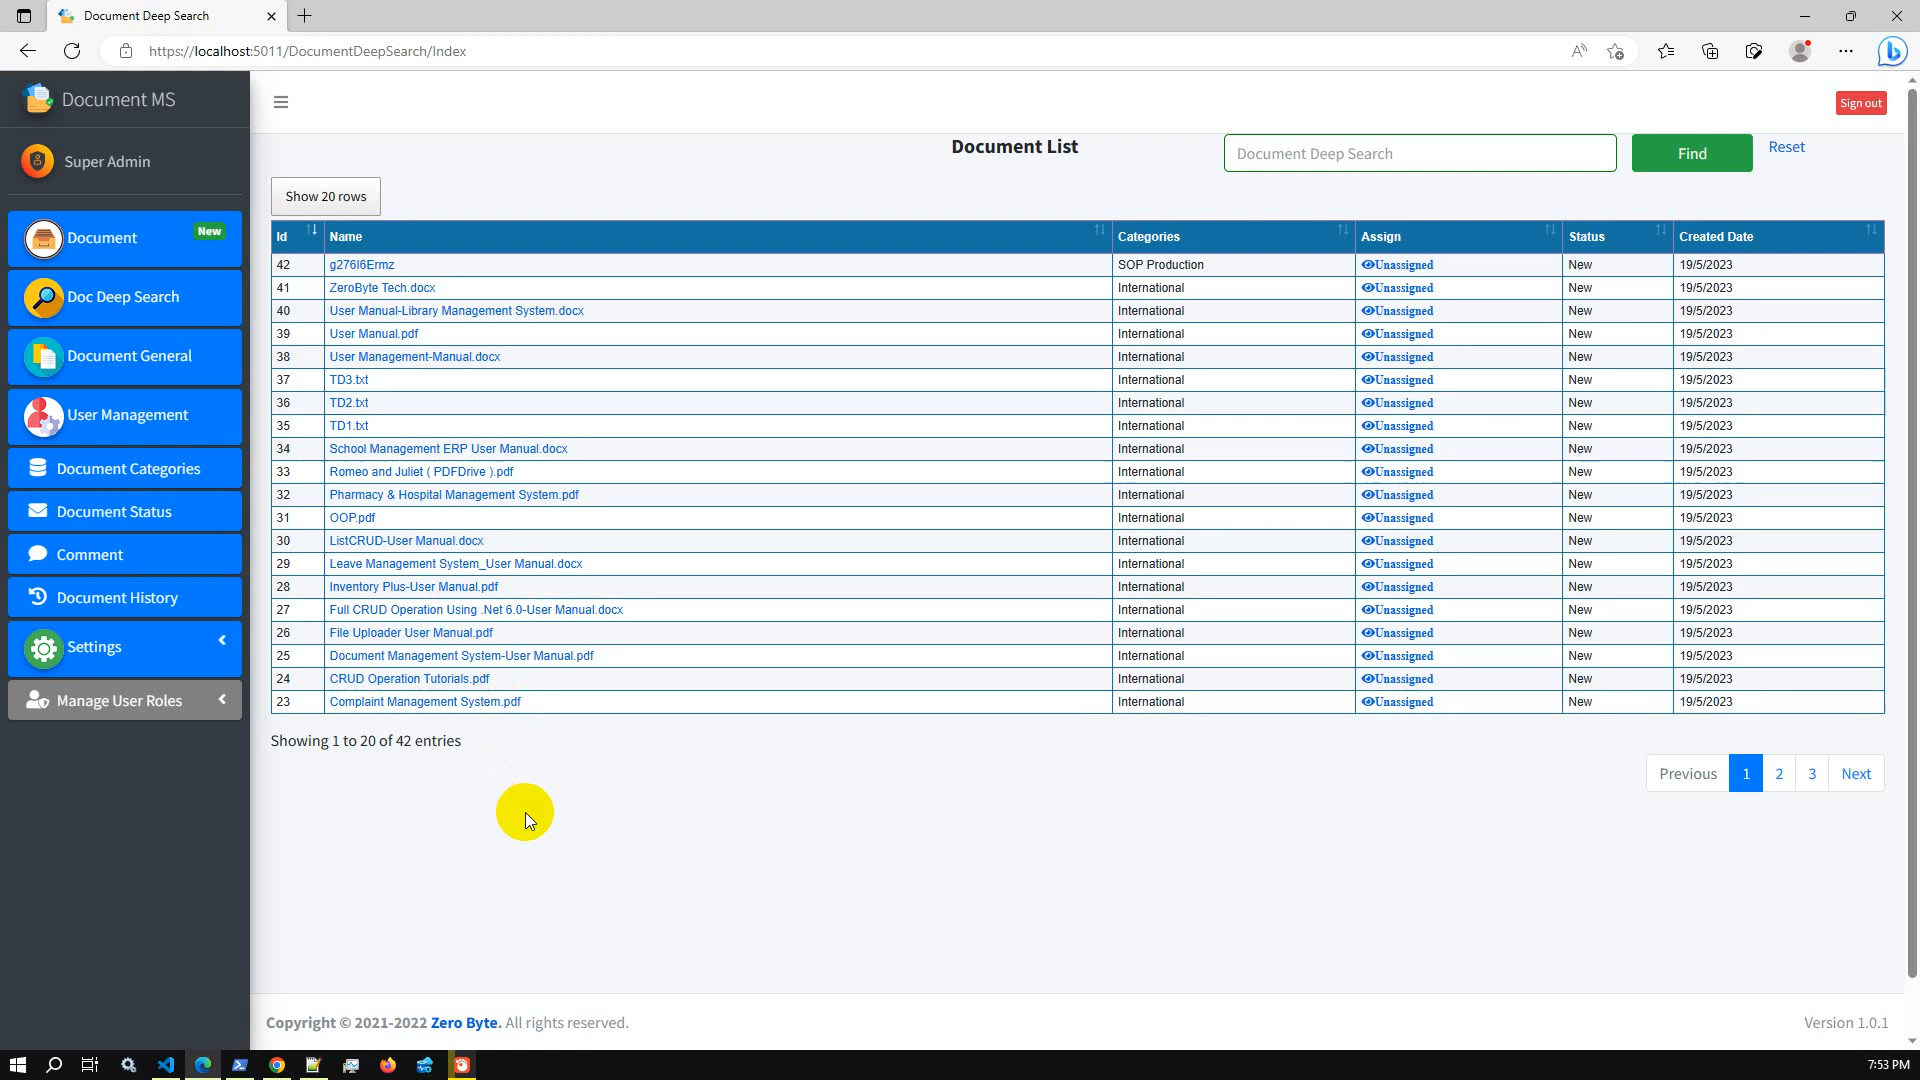 Document Deep Search
https://localhost:5011/DocumentDeepSearch/Index
Document MS
Sign out
Super Admin
Document New
Doc Deep Search
Document General
User Management
Document Categories
Document Status
Comment
Document History
Settings
Manage User Roles
Document List
Document Deep Search
Find
Reset
Show 20 rows
Id Name Categories Assign Status Created Date
42 g276I6Ermz SOP Production Unassigned New 19/5/2023
41 ZeroByte Tech.docx International Unassigned New 19/5/2023
40 User Manual-Library Management System.docx International Unassigned New 19/5/2023
39 User Manual.pdf International Unassigned New 19/5/2023
38 User Management-Manual.docx International Unassigned New 19/5/2023
37 TD3.txt International Unassigned New 19/5/2023
36 TD2.txt International Unassigned New 19/5/2023
35 TD1.txt International Unassigned New 19/5/2023
34 School Management ERP User Manual.docx International Unassigned New 19/5/2023
33 Romeo and Juliet ( PDFDrive ).pdf International Unassigned New 19/5/2023
32 Pharmacy & Hospital Management System.pdf International Unassigned New 19/5/2023
31 OOP.pdf International Unassigned New 19/5/2023
30 ListCRUD-User Manual.docx International Unassigned New 19/5/2023
29 Leave Management System_User Manual.docx International Unassigned New 19/5/2023
28 Inventory Plus-User Manual.pdf International Unassigned New 19/5/2023
27 Full CRUD Operation Using .Net 6.0-User Manual.docx International Unassigned New 19/5/2023
26 File Uploader User Manual.pdf International Unassigned New 19/5/2023
25 Document Management System-User Manual.pdf International Unassigned New 19/5/2023
24 CRUD Operation Tutorials.pdf International Unassigned New 19/5/2023
23 Complaint Management System.pdf International Unassigned New 19/5/2023
Showing 1 to 20 of 42 entries
Previous 1 2 3 Next
Copyright © 2021-2022 Zero Byte. All rights reserved.
Version 1.0.1
7:53 PM